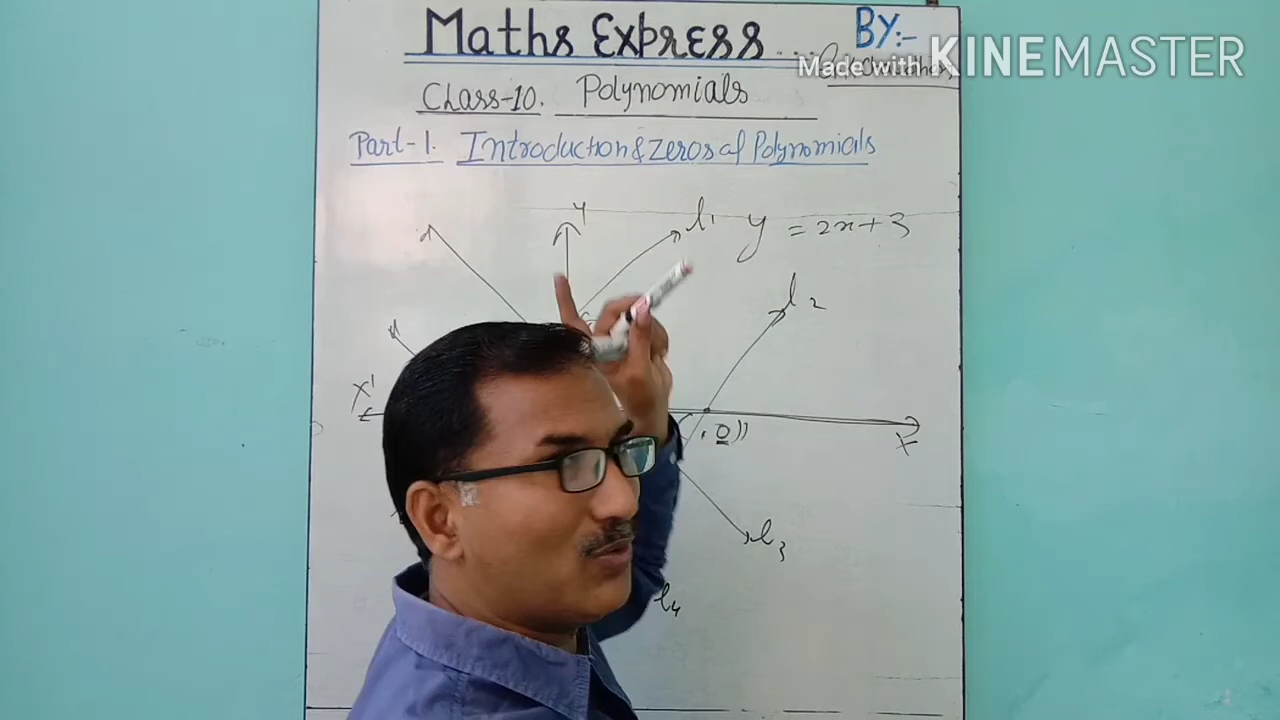 Maths Express ... BY:-
Made with KINEMASTER
Class-10. Polynomials
Part-1. Introduction & Zeros of Polynomials
y l1 y = 2x+3
l2
x'
, 0))
x
l3
l4